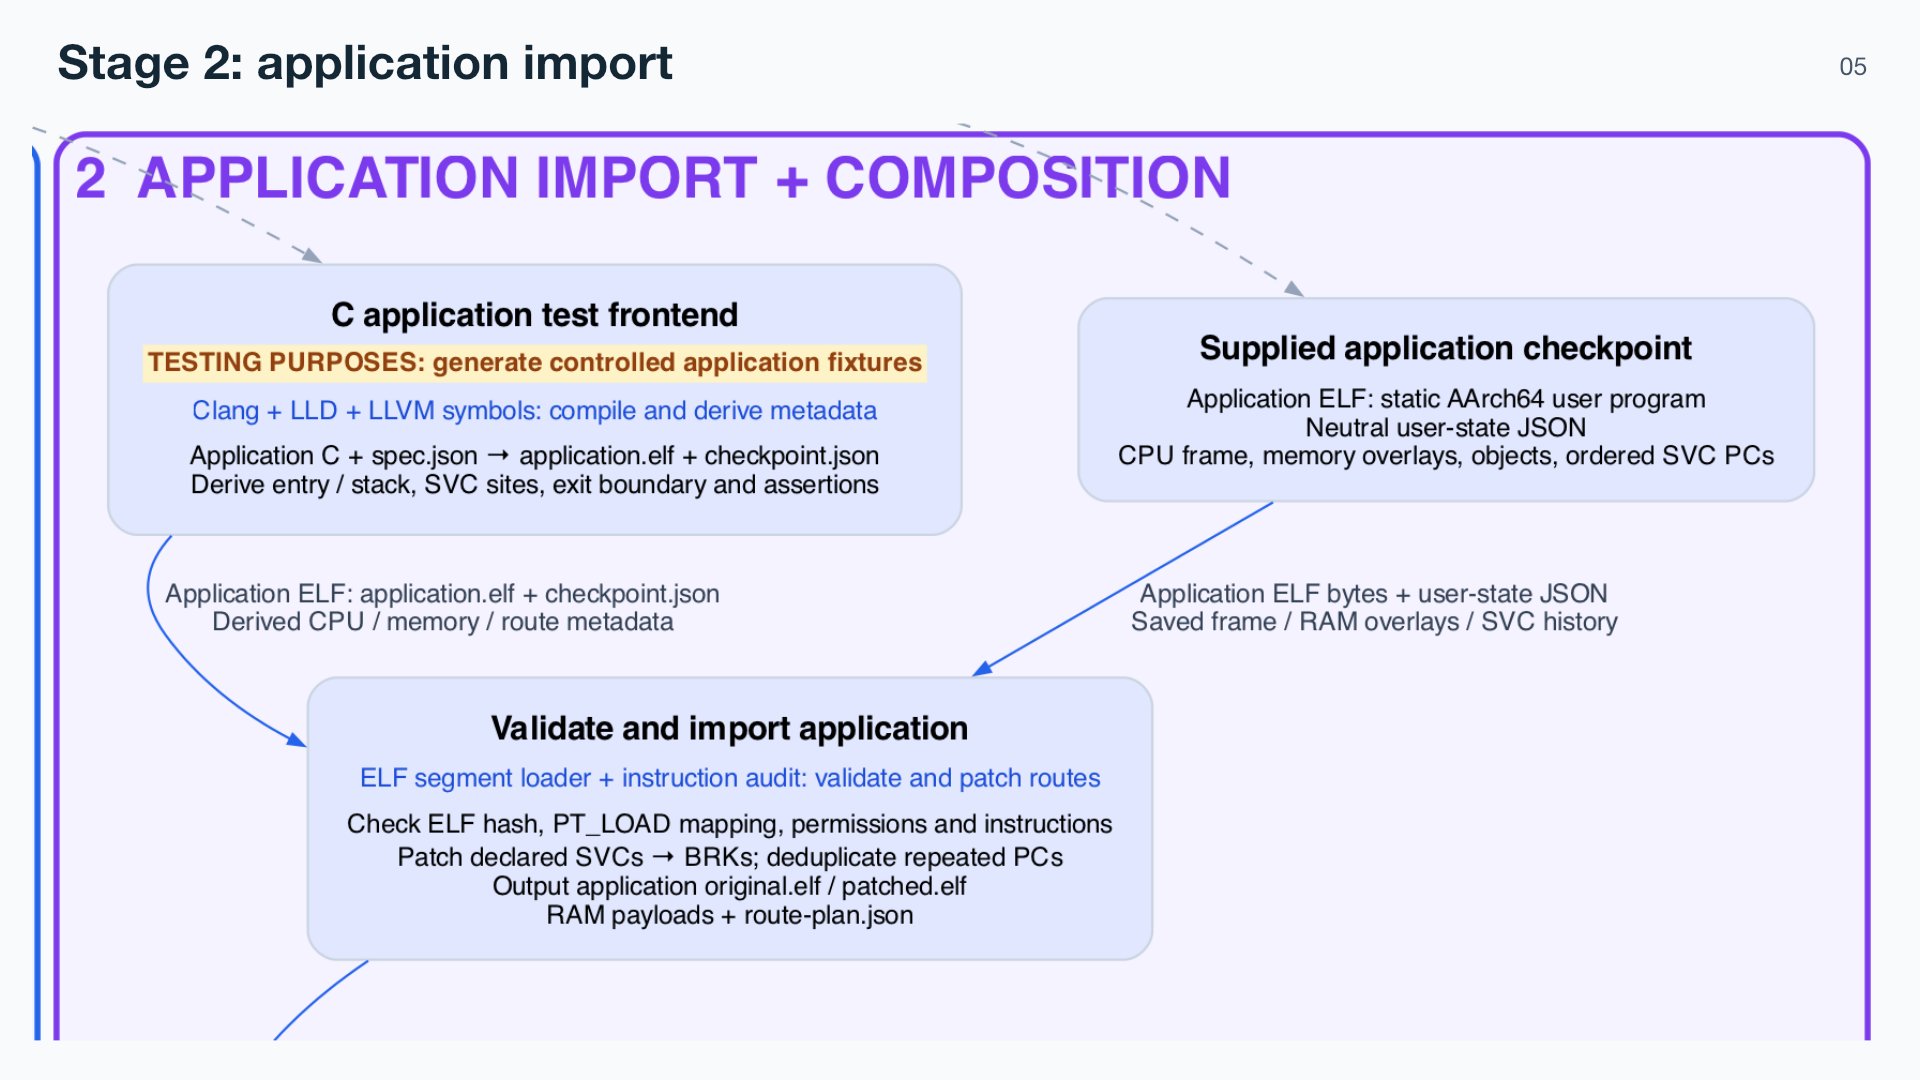 Stage 2: application import
05
2 APPLICATION IMPORT + COMPOSITION
C application test frontend
TESTING PURPOSES: generate controlled application fixtures
Clang + LLD + LLVM symbols: compile and derive metadata
Application C + spec.json → application.elf + checkpoint.json
Derive entry / stack, SVC sites, exit boundary and assertions
Supplied application checkpoint
Application ELF: static AArch64 user program
Neutral user-state JSON
CPU frame, memory overlays, objects, ordered SVC PCs
Application ELF: application.elf + checkpoint.json
Derived CPU / memory / route metadata
Application ELF bytes + user-state JSON
Saved frame / RAM overlays / SVC history
Validate and import application
ELF segment loader + instruction audit: validate and patch routes
Check ELF hash, PT_LOAD mapping, permissions and instructions
Patch declared SVCs → BRKs; deduplicate repeated PCs
Output application original.elf / patched.elf
RAM payloads + route-plan.json